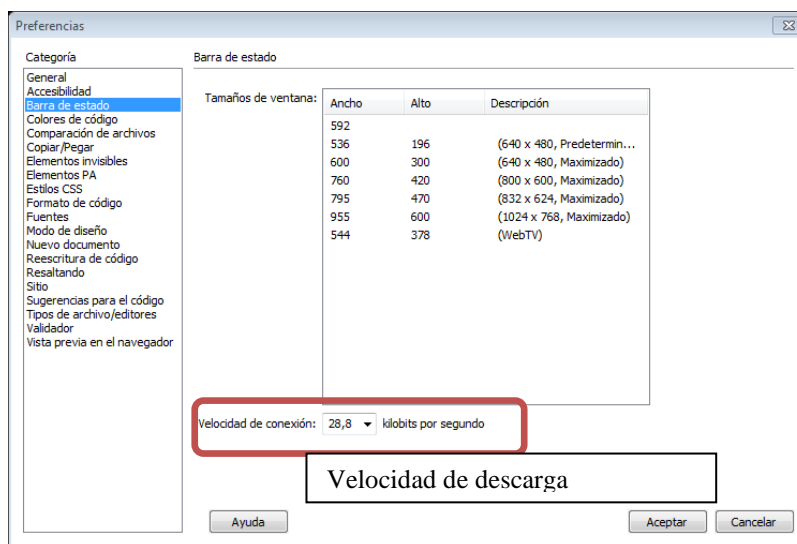 Preferencias
Categoría
General
Accesibilidad
Barra de estado
Colores de código
Comparación de archivos
Copiar/Pegar
Elementos invisibles
Elementos PA
Estilos CSS
Formato de código
Fuentes
Modo de diseño
Nuevo documento
Reescritura de código
Resaltando
Sitio
Sugerencias para el código
Tipos de archivo/editores
Validador
Vista previa en el navegador
Barra de estado
Tamaños de ventana:
Ancho Alto Descripción
592
536 196 (640 x 480, Predetermin...
600 300 (640 x 480, Maximizado)
760 420 (800 x 600, Maximizado)
795 470 (832 x 624, Maximizado)
955 600 (1024 x 768, Maximizado)
544 378 (WebTV)
Velocidad de conexión: 28,8 kilobits por segundo
Velocidad de descarga
Ayuda Aceptar Cancelar